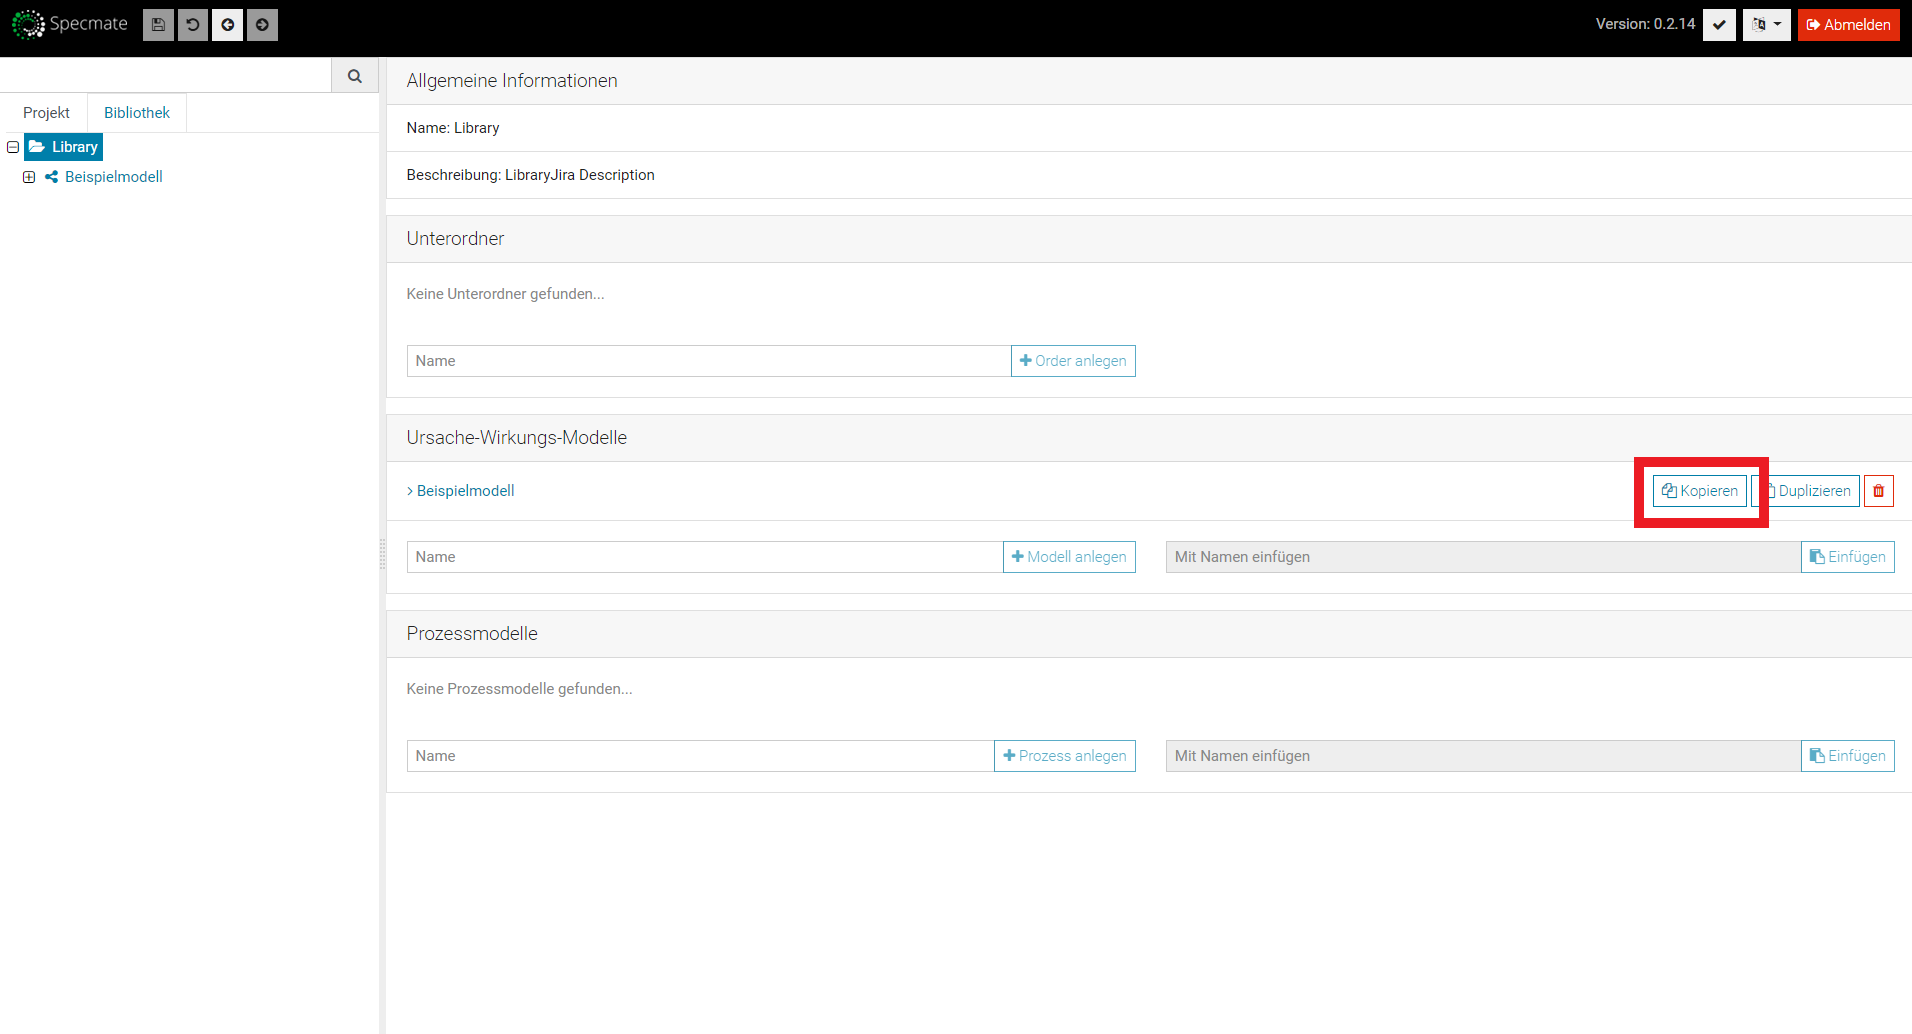 Specmate
Version: 0.2.14
Abmelden
Projekt
Bibliothek
Library
Beispielmodell
Allgemeine Informationen
Name: Library
Beschreibung: LibraryJira Description
Unterordner
Keine Unterordner gefunden...
Name
Order anlegen
Ursache-Wirkungs-Modelle
Beispielmodell
Kopieren
Duplizieren
Name
Modell anlegen
Mit Namen einfügen
Einfügen
Prozessmodelle
Keine Prozessmodelle gefunden...
Name
Prozess anlegen
Mit Namen einfügen
Einfügen